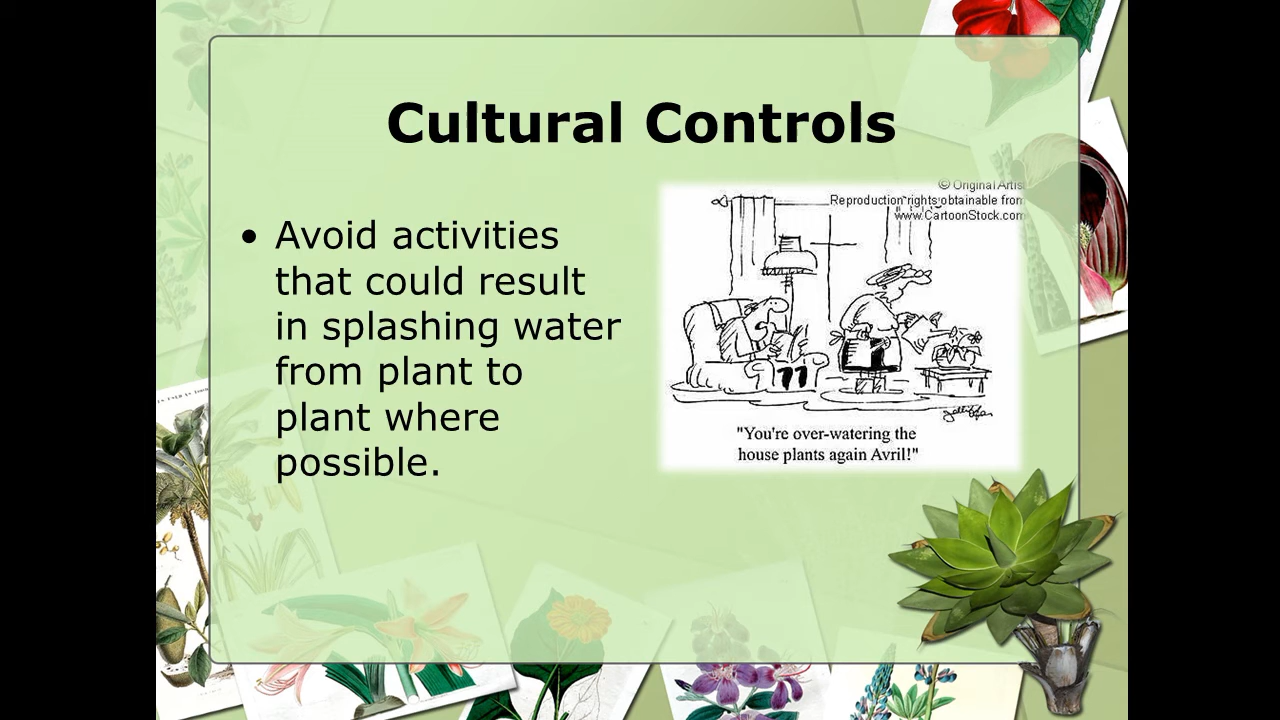 Cultural Controls
• Avoid activities
that could result
in splashing water
from plant to
plant where
possible.
© Original Artis
Reproduction rights obtainable from
www.CartoonStock.com
"You're over-watering the
house plants again Avril!"